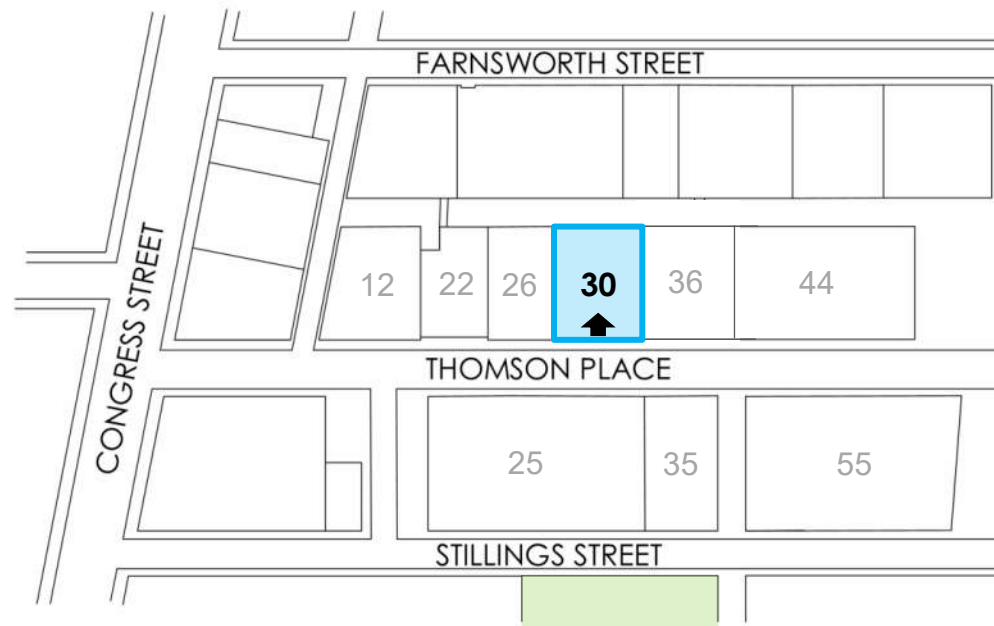 FARNSWORTH STREET
CONGRESS STREET
12
22
26
30
36
44
THOMSON PLACE
25
35
55
STILLINGS STREET